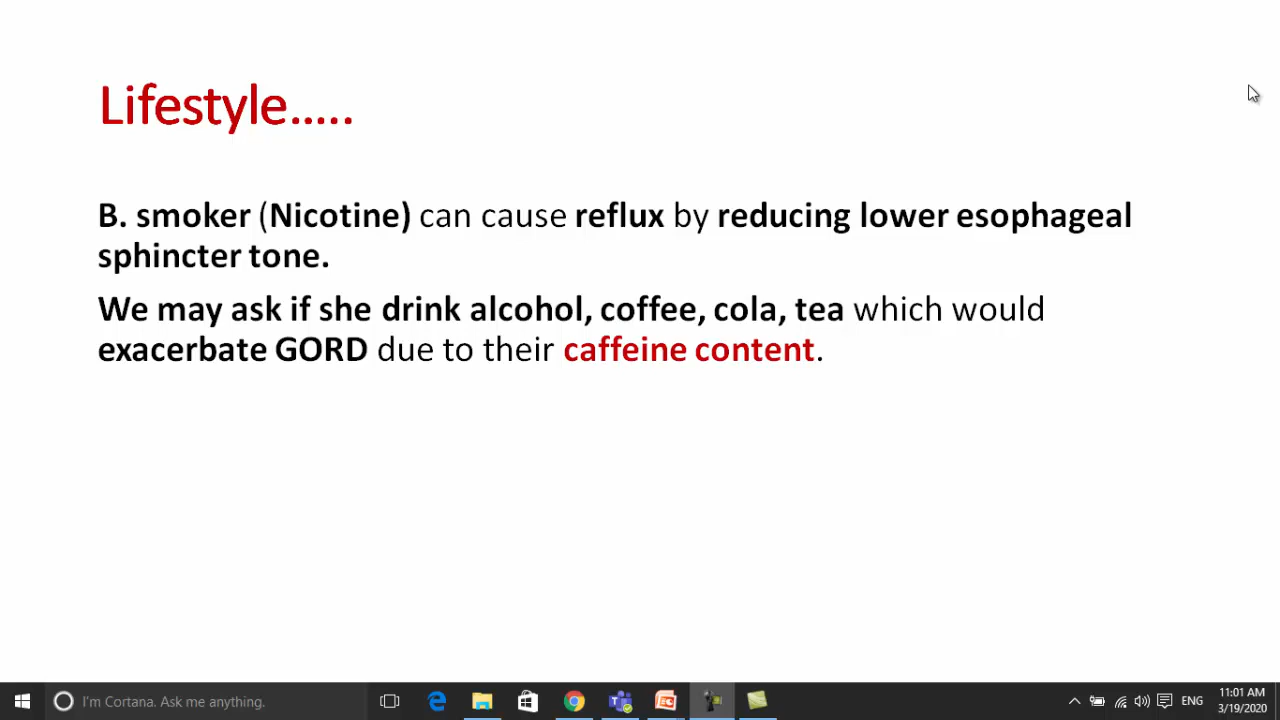 Lifestyle…..
B. smoker (Nicotine) can cause reflux by reducing lower esophageal
sphincter tone.
We may ask if she drink alcohol, coffee, cola, tea which would
exacerbate GORD due to their caffeine content.
I'm Cortana. Ask me anything.
ENG
11:01 AM
3/19/2020